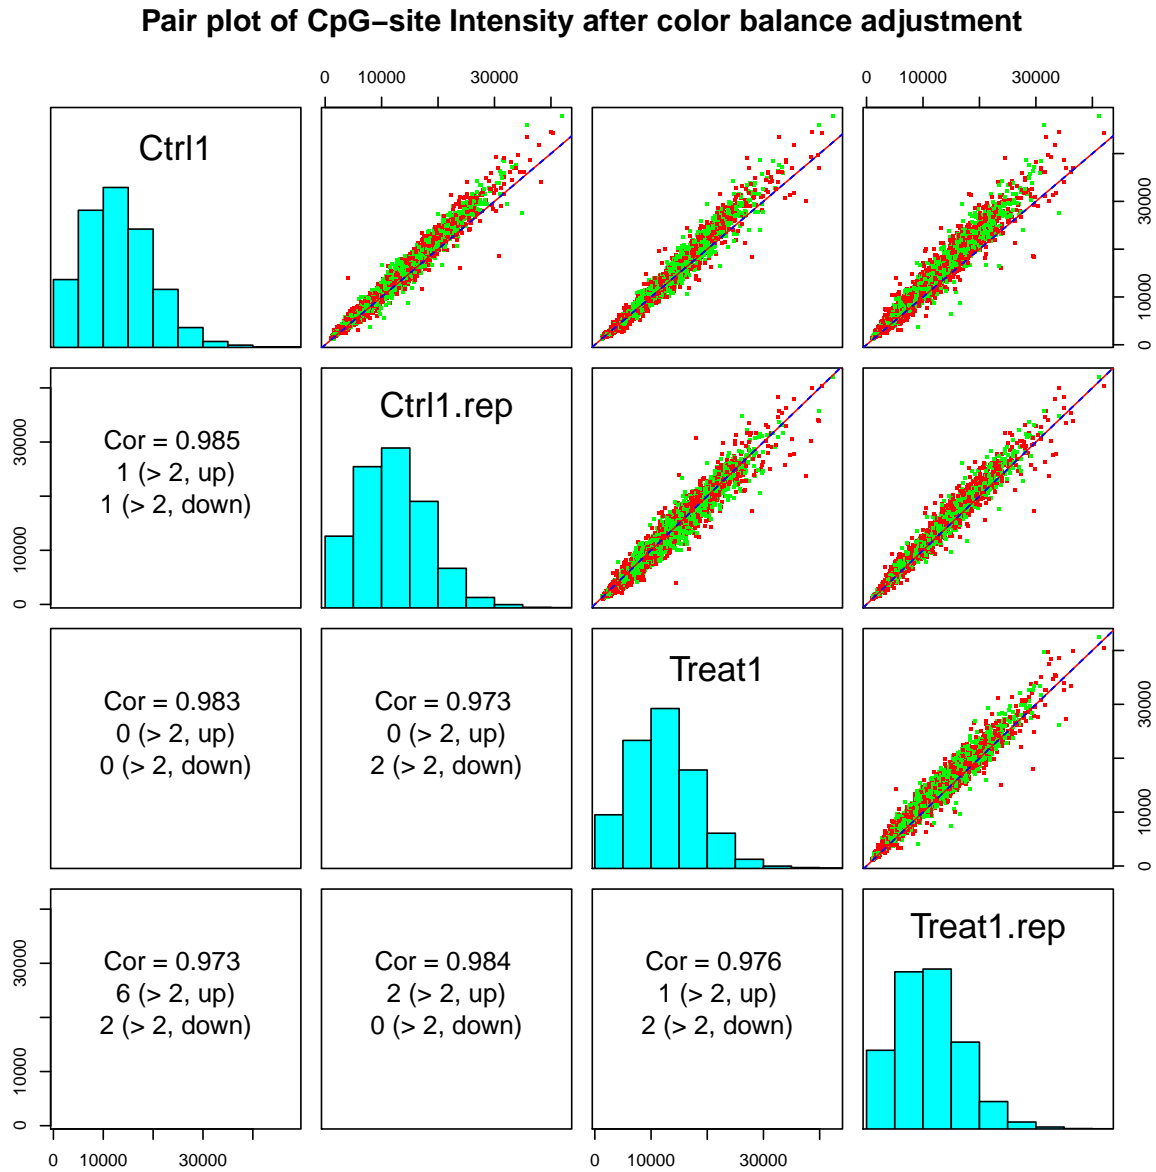 Pair plot of CpG−site Intensity after color balance adjustment
0 10000 30000
0 10000 30000
Ctrl1
30000
10000
0
30000
10000
0
Cor = 0.985
1 (> 2, up)
1 (> 2, down)
Ctrl1.rep
Cor = 0.983
0 (> 2, up)
0 (> 2, down)
Cor = 0.973
0 (> 2, up)
2 (> 2, down)
Treat1
30000
10000
0
30000
10000
0
Cor = 0.973
6 (> 2, up)
2 (> 2, down)
Cor = 0.984
2 (> 2, up)
0 (> 2, down)
Cor = 0.976
1 (> 2, up)
2 (> 2, down)
Treat1.rep
0 10000 30000
0 10000 30000